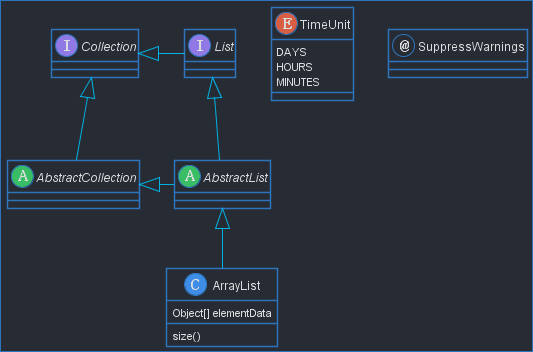 I Collection
I List
E TimeUnit
DAYS
HOURS
MINUTES
@ SuppressWarnings
A AbstractCollection
A AbstractList
C ArrayList
Object[] elementData
size()